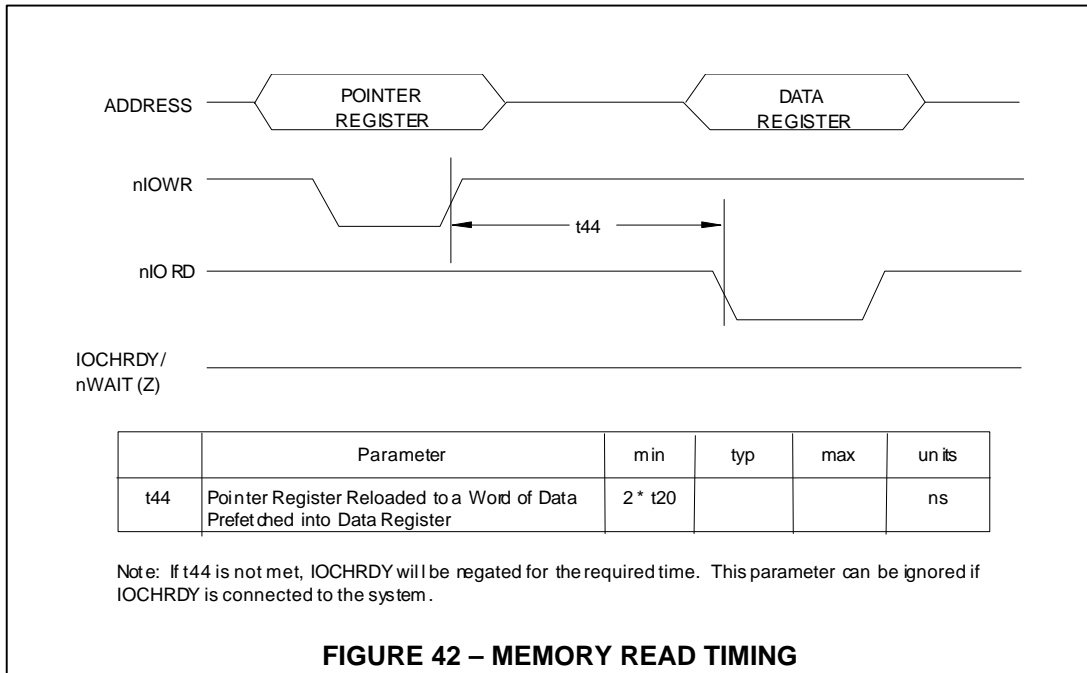 ADDRESS
POINTER
REGISTER
DATA
REGISTER
nIOWR
t44
nIORD
IOCHRDY/
nWAIT (Z)
Parameter min typ max units
t44 Pointer Register Reloaded to a Word of Data 2 * t20 ns
Prefetched into Data Register
Note: If t44 is not met, IOCHRDY will be negated for the required time. This parameter can be ignored if
IOCHRDY is connected to the system.
FIGURE 42 – MEMORY READ TIMING